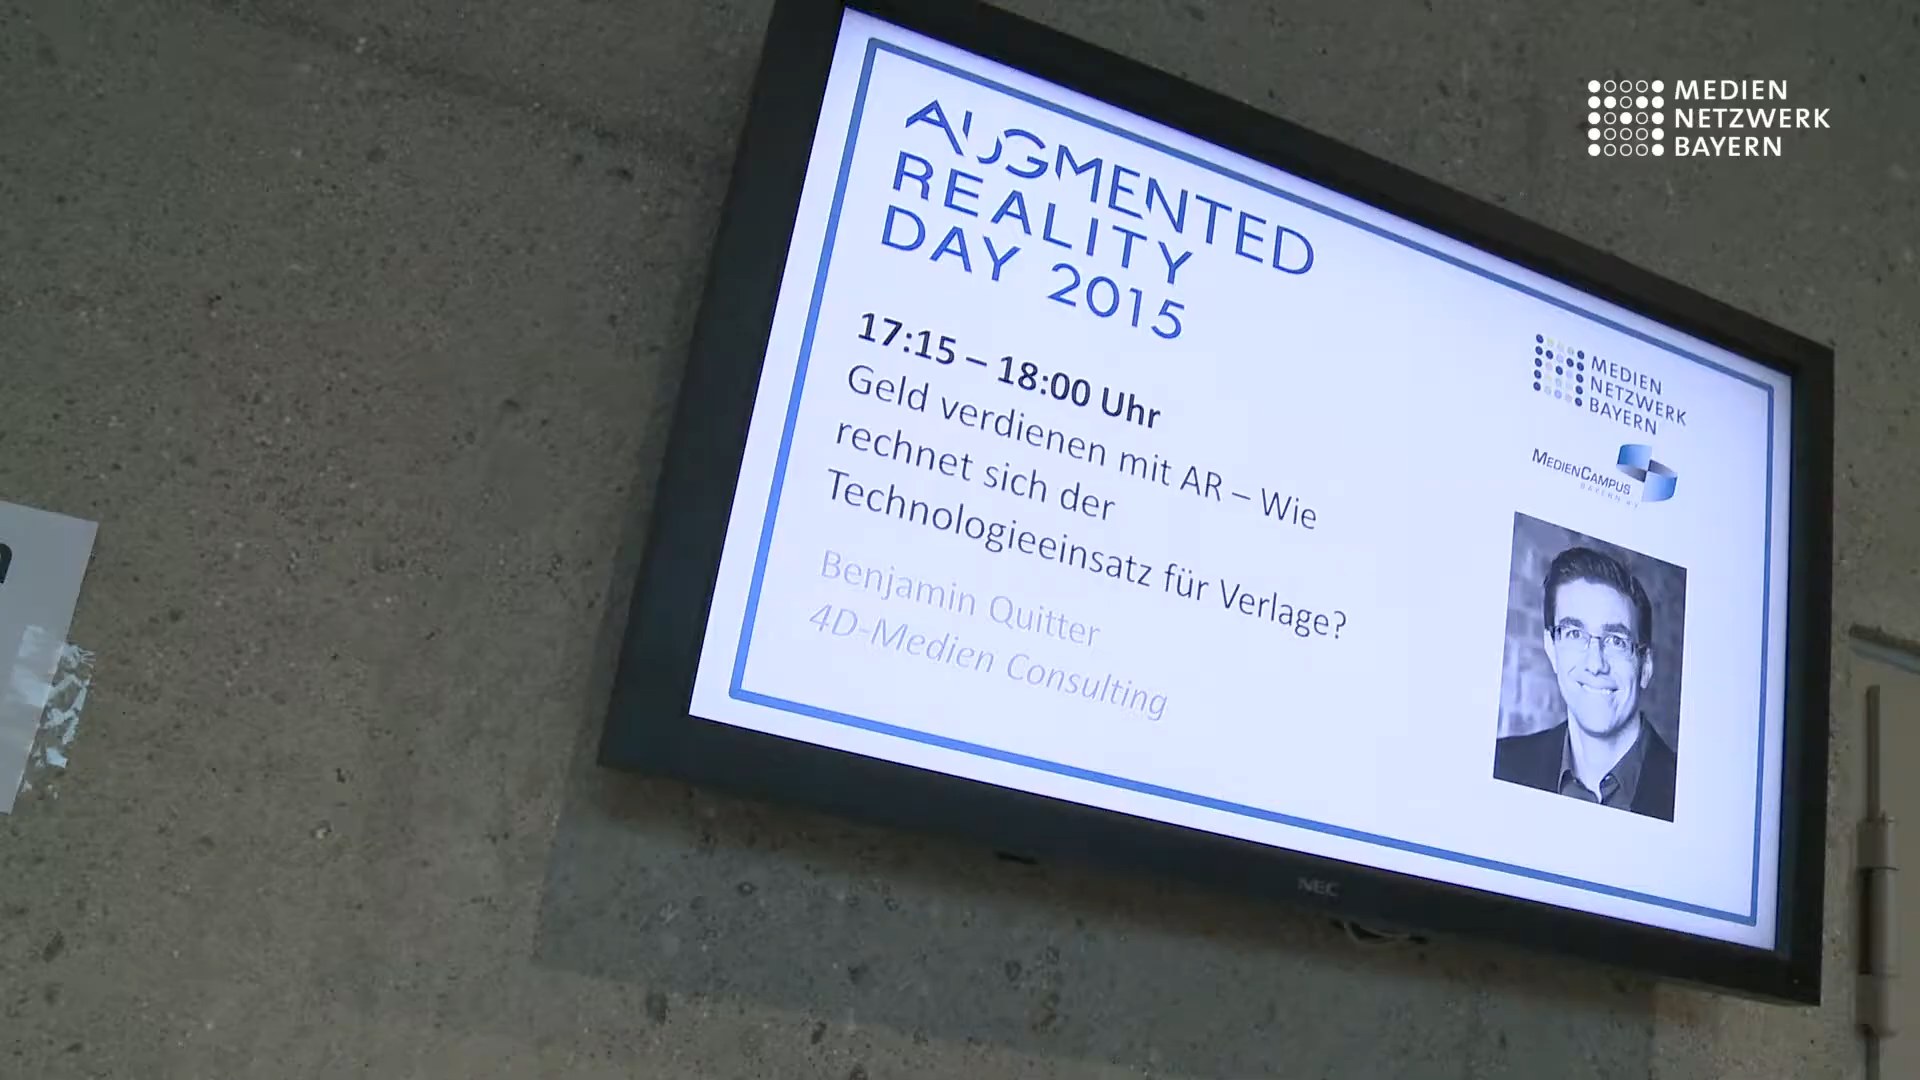 MEDIEN
NETZWERK
BAYERN
AUGMENTED
REALITY
DAY 2015
17:15 – 18:00 Uhr
Geld verdienen mit AR – Wie
rechnet sich der
Technologieeinsatz für Verlage?
Benjamin Quitter
4D-Medien Consulting
MEDIEN
NETZWERK
BAYERN
MEDIENCAMPUS
NEC